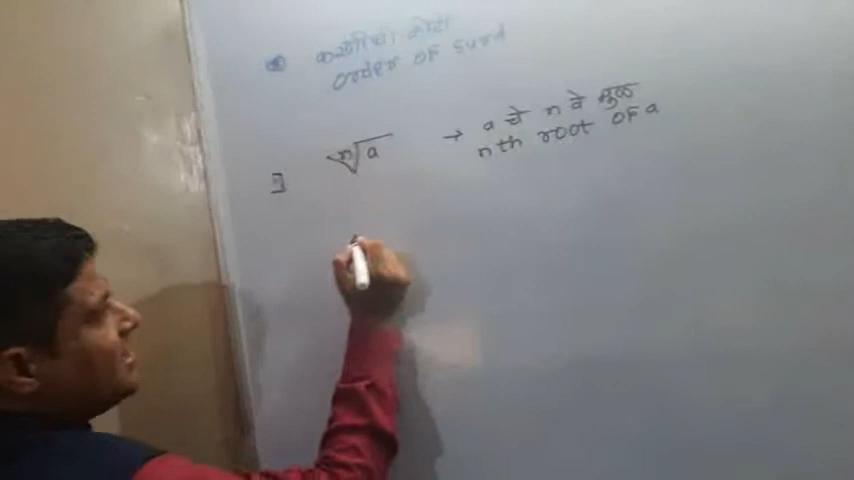 करणीची कोटी
order of surd
ⁿ√a → a चे n वे मुळ
nth root of a